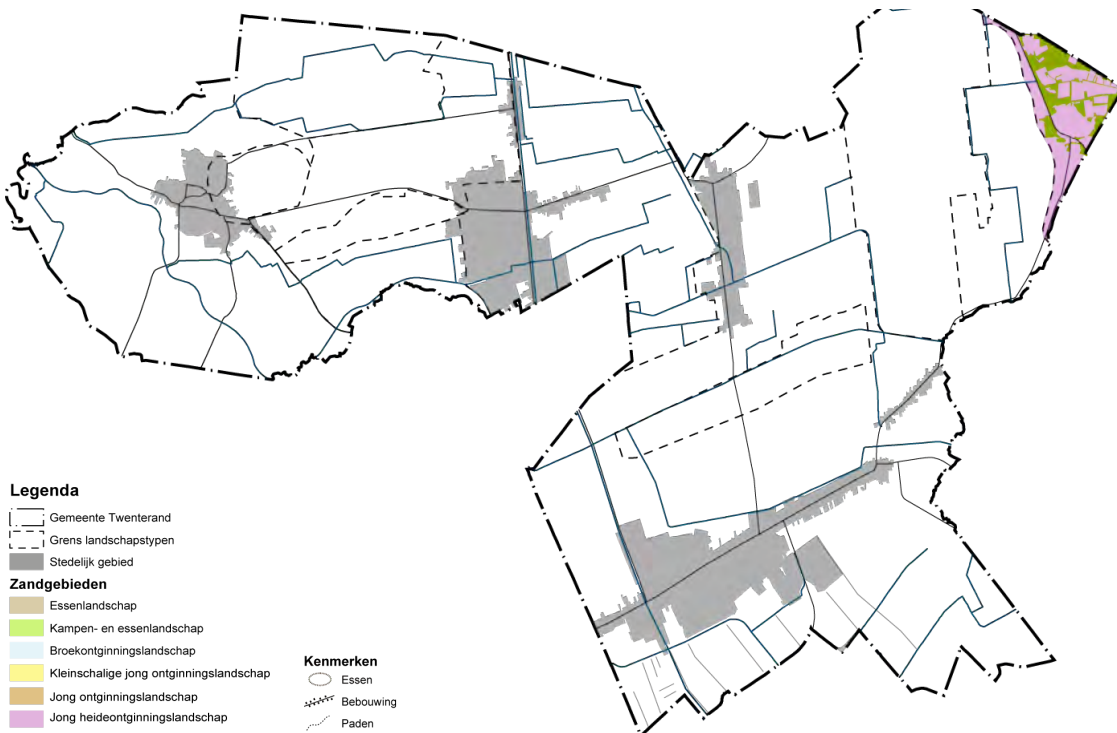 Legenda
Gemeente Twenterand
Grens landschapstypen
Stedelijk gebied
Zandgebieden
Essenlandschap
Kampen- en essenlandschap
Broekontginningslandschap
Kleinschalige jong ontginningslandschap
Jong ontginningslandschap
Jong heideontginningslandschap
Kenmerken
Essen
Bebouwing
Paden